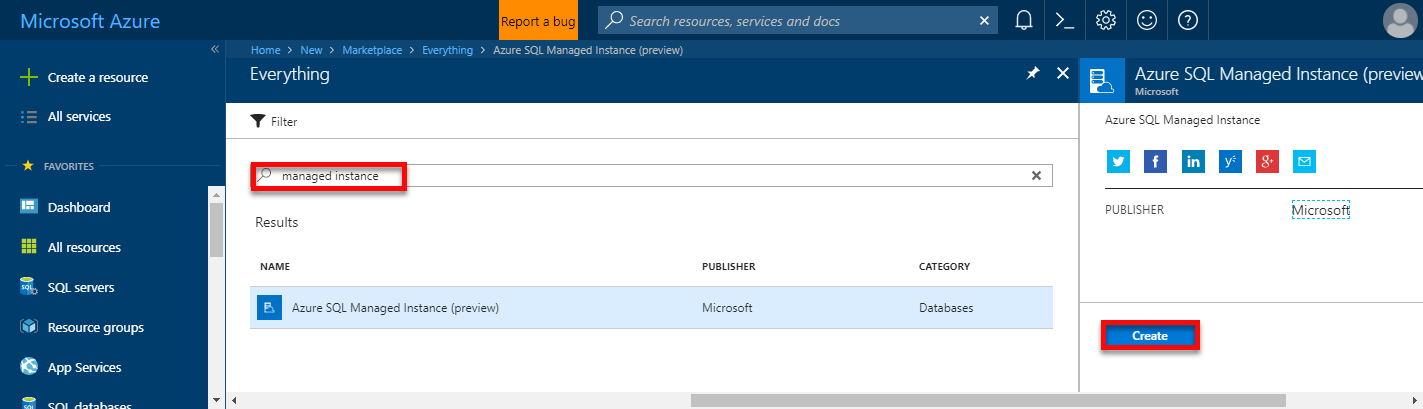 Microsoft Azure
Report a bug
Search resources, services and docs
Home > New > Marketplace > Everything > Azure SQL Managed Instance (preview)
Create a resource
All services
FAVORITES
Dashboard
All resources
SQL servers
Resource groups
App Services
SQL databases
Everything
Filter
managed instance
Results
NAME PUBLISHER CATEGORY
Azure SQL Managed Instance (preview) Microsoft Databases
Azure SQL Managed Instance (preview
Microsoft
Azure SQL Managed Instance
PUBLISHER Microsoft
Create